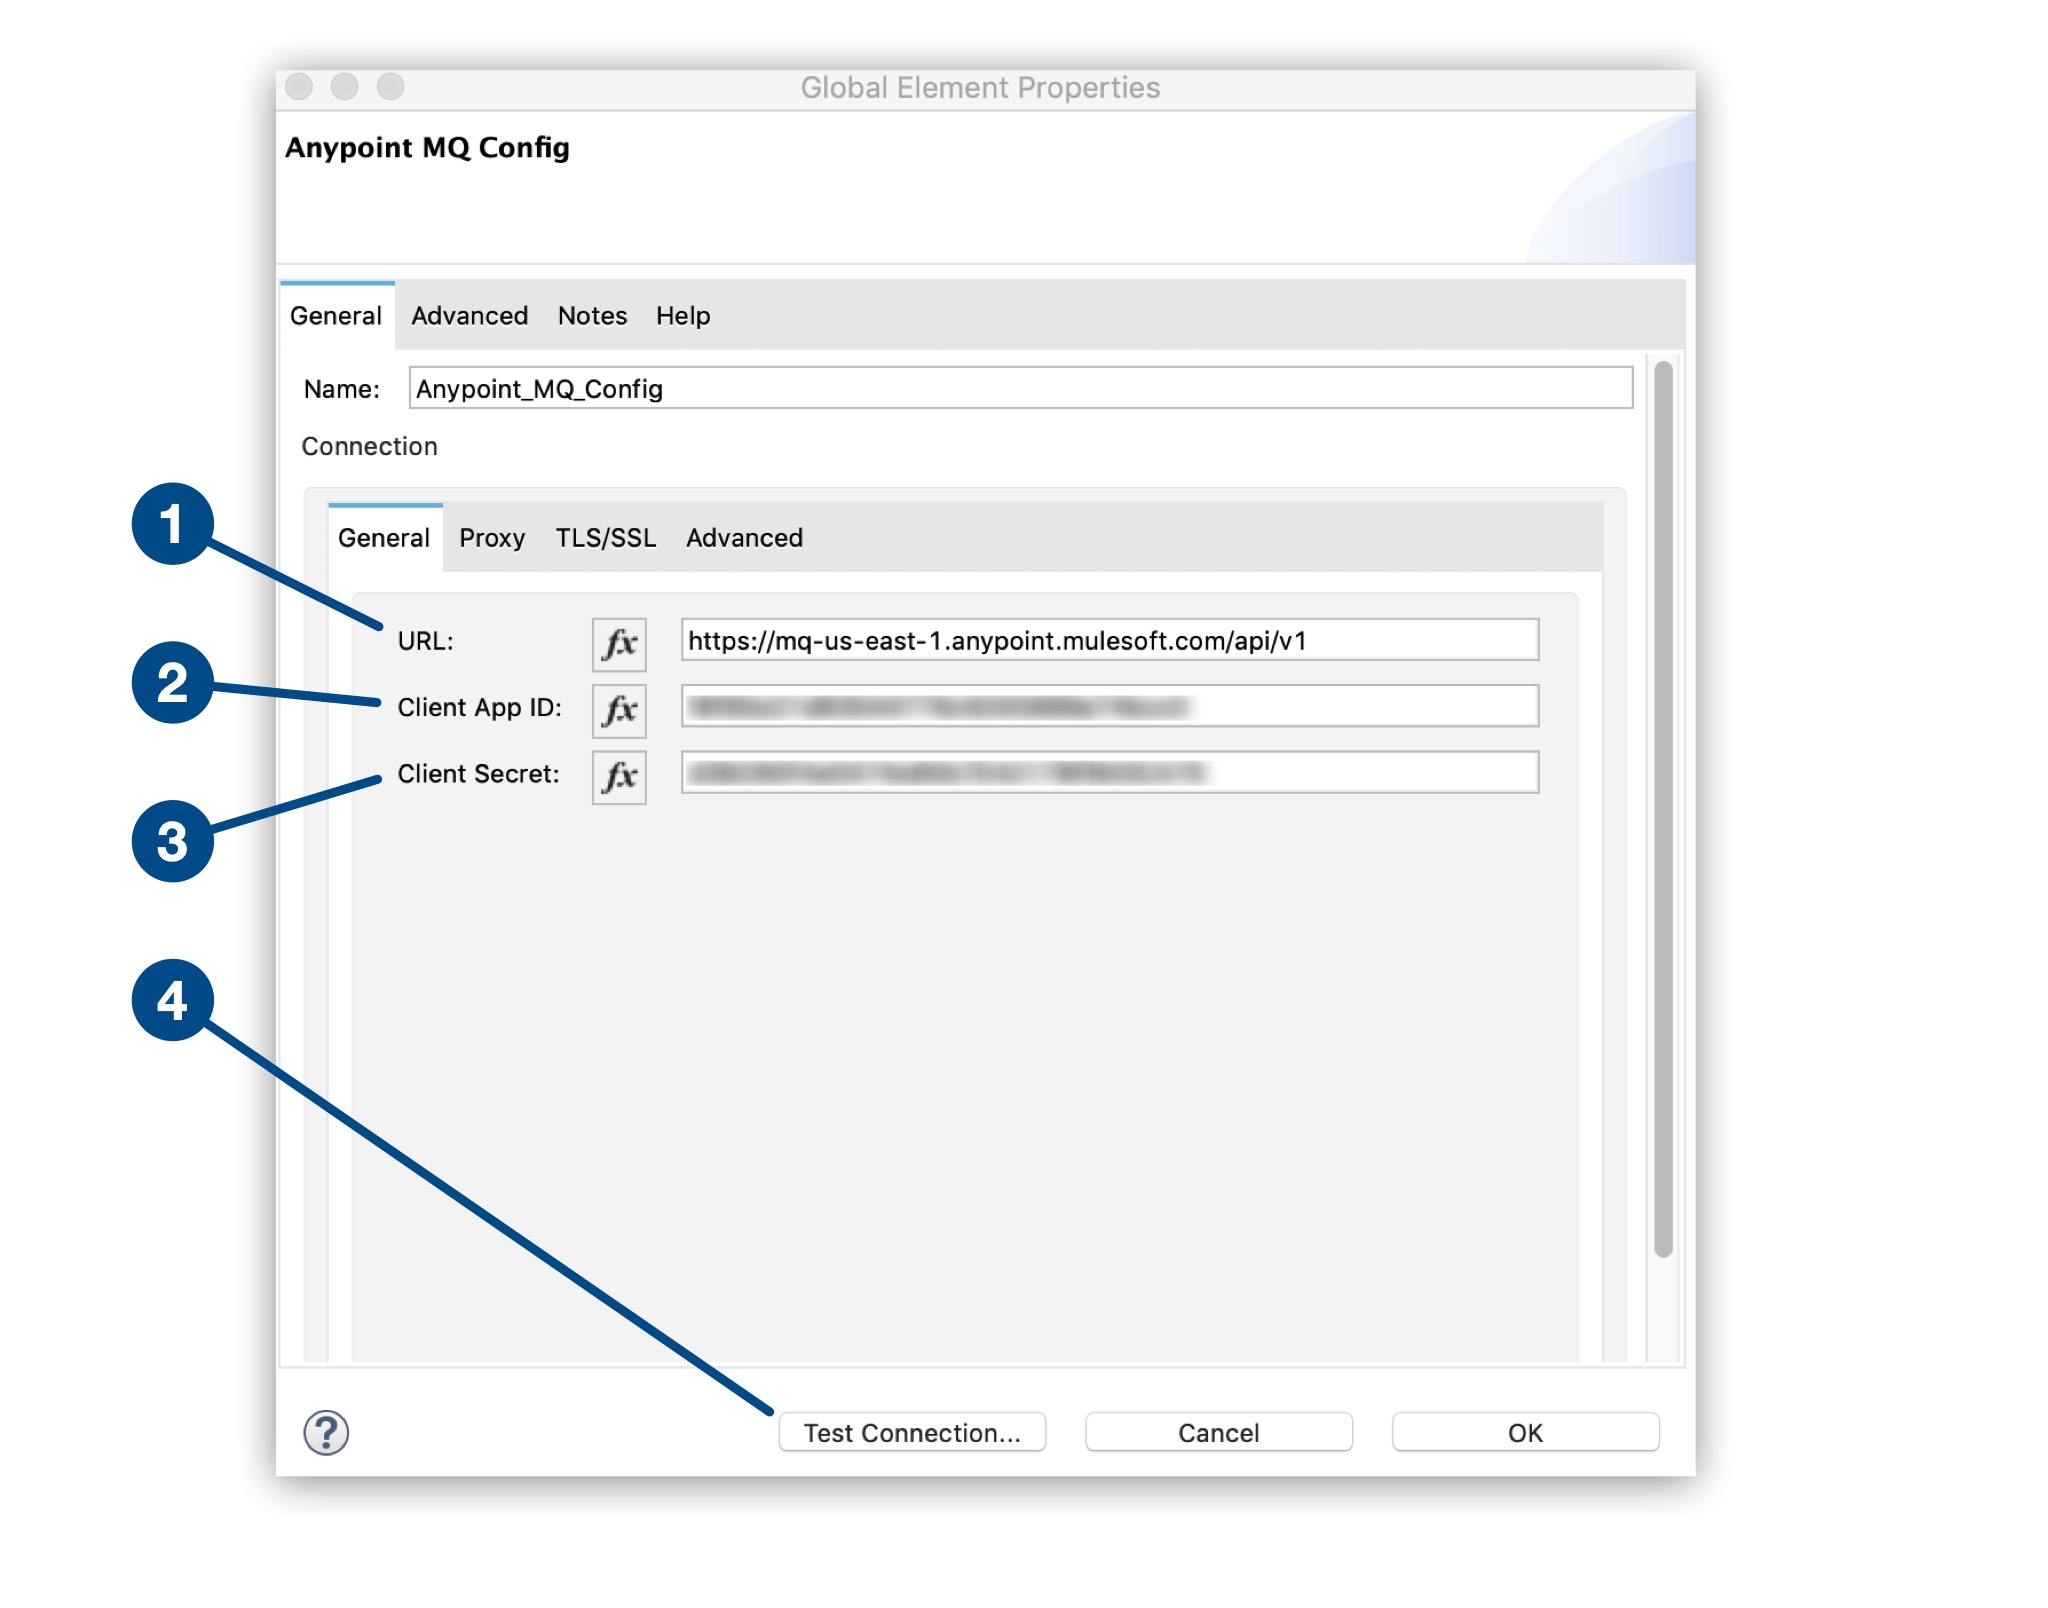 Global Element Properties
Anypoint MQ Config
General Advanced Notes Help
Name: Anypoint_MQ_Config
Connection
1
General Proxy TLS/SSL Advanced
URL: fx https://mq-us-east-1.anypoint.mulesoft.com/api/v1
2
Client App ID: fx
Client Secret: fx
3
4
? Test Connection... Cancel OK